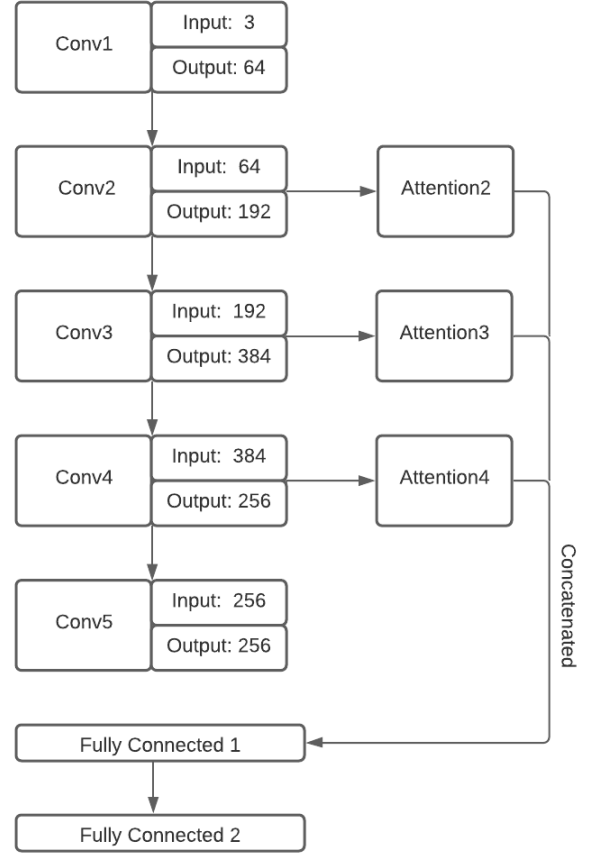 Conv1
Input: 3
Output: 64
Conv2
Input: 64
Output: 192
Attention2
Conv3
Input: 192
Output: 384
Attention3
Conv4
Input: 384
Output: 256
Attention4
Concatenated
Conv5
Input: 256
Output: 256
Fully Connected 1
Fully Connected 2